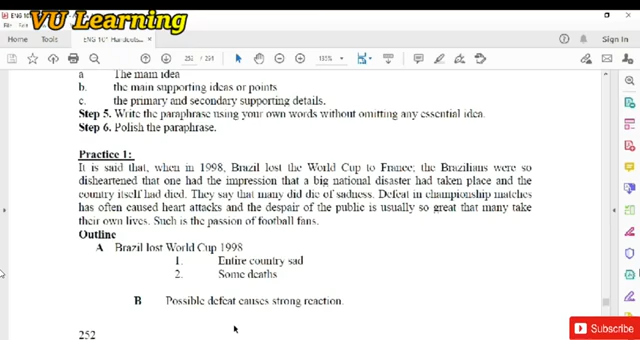 VU Learning
ENG 101 Handouts...
Home Tools Sign In
252 / 294
a The main idea
b. the main supporting ideas or points
c. the primary and secondary supporting details.
Step 5. Write the paraphrase using your own words without omitting any essential idea.
Step 6. Polish the paraphrase.
Practice 1:
It is said that, when in 1998, Brazil lost the World Cup to France; the Brazilians were so
disheartened that one had the impression that a big national disaster had taken place and the
country itself had died. They say that many did die of sadness. Defeat in championship matches
has often caused heart attacks and the despair of the public is usually so great that many take
their own lives. Such is the passion of football fans.
Outline
A Brazil lost World Cup 1998
1. Entire country sad
2. Some deaths
B Possible defeat causes strong reaction.
252
Subscribe